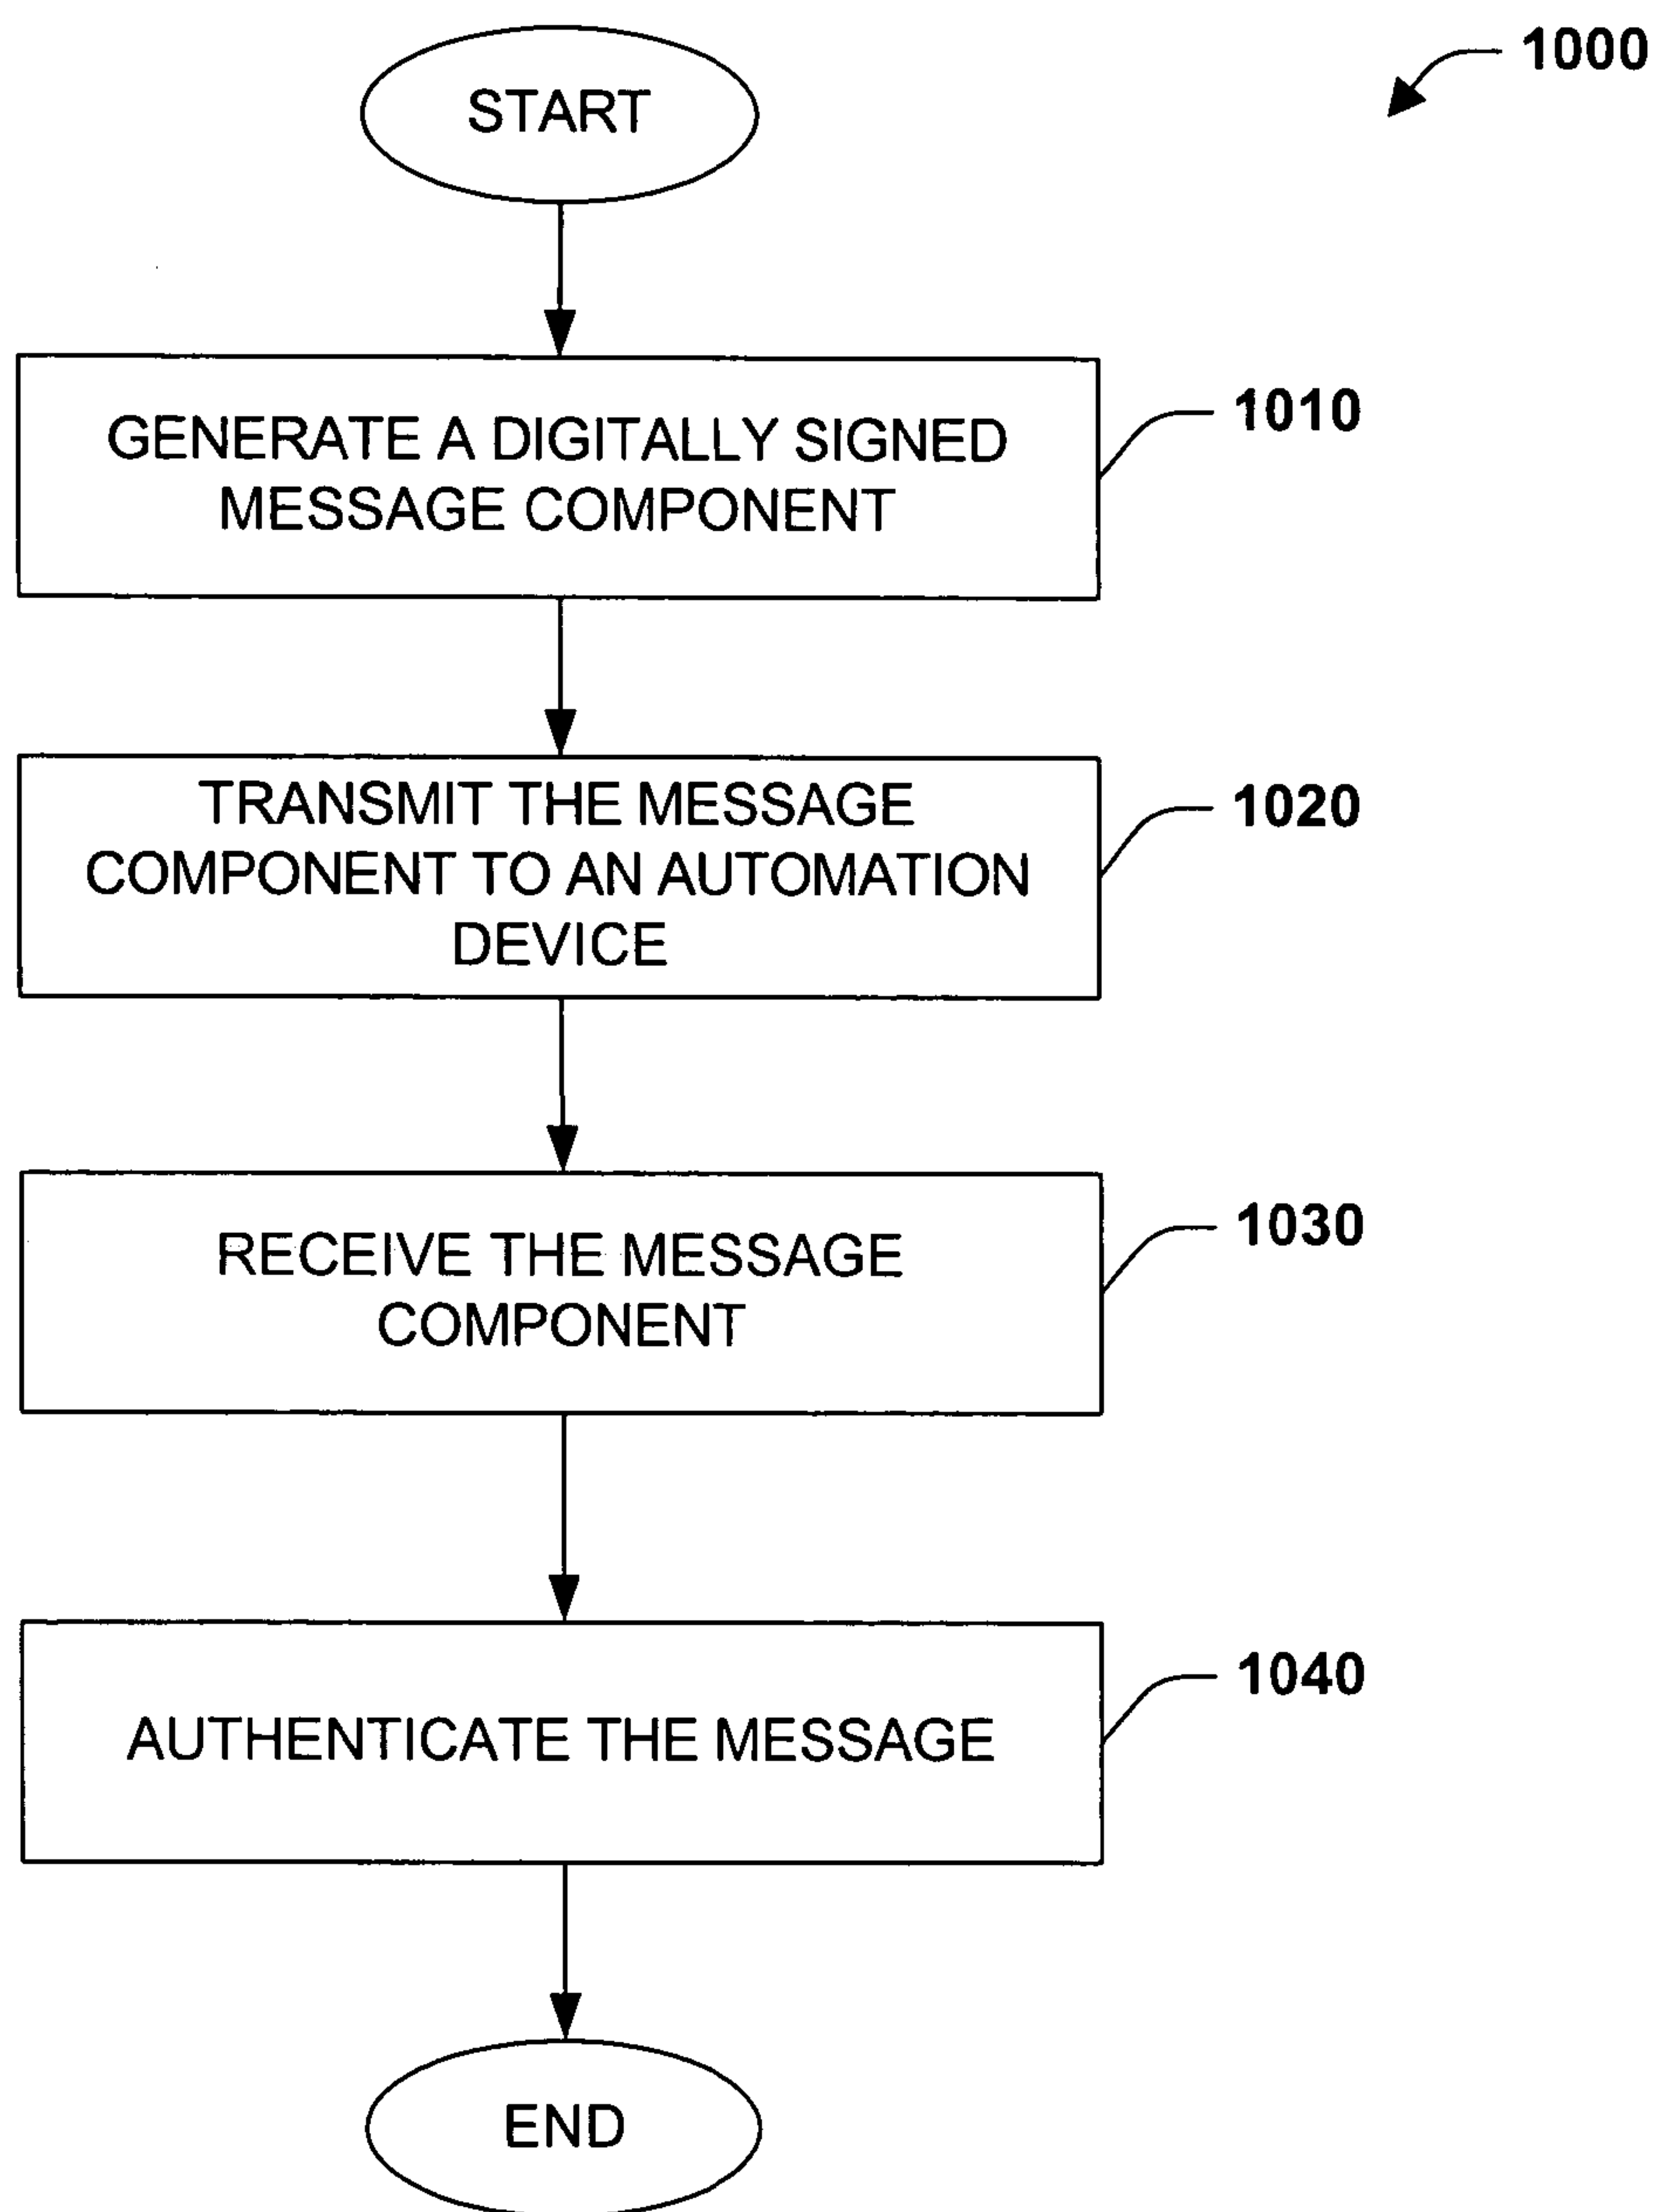 START
1000
GENERATE A DIGITALLY SIGNED
MESSAGE COMPONENT
1010
TRANSMIT THE MESSAGE
COMPONENT TO AN AUTOMATION
DEVICE
1020
RECEIVE THE MESSAGE
COMPONENT
1030
AUTHENTICATE THE MESSAGE
1040
END